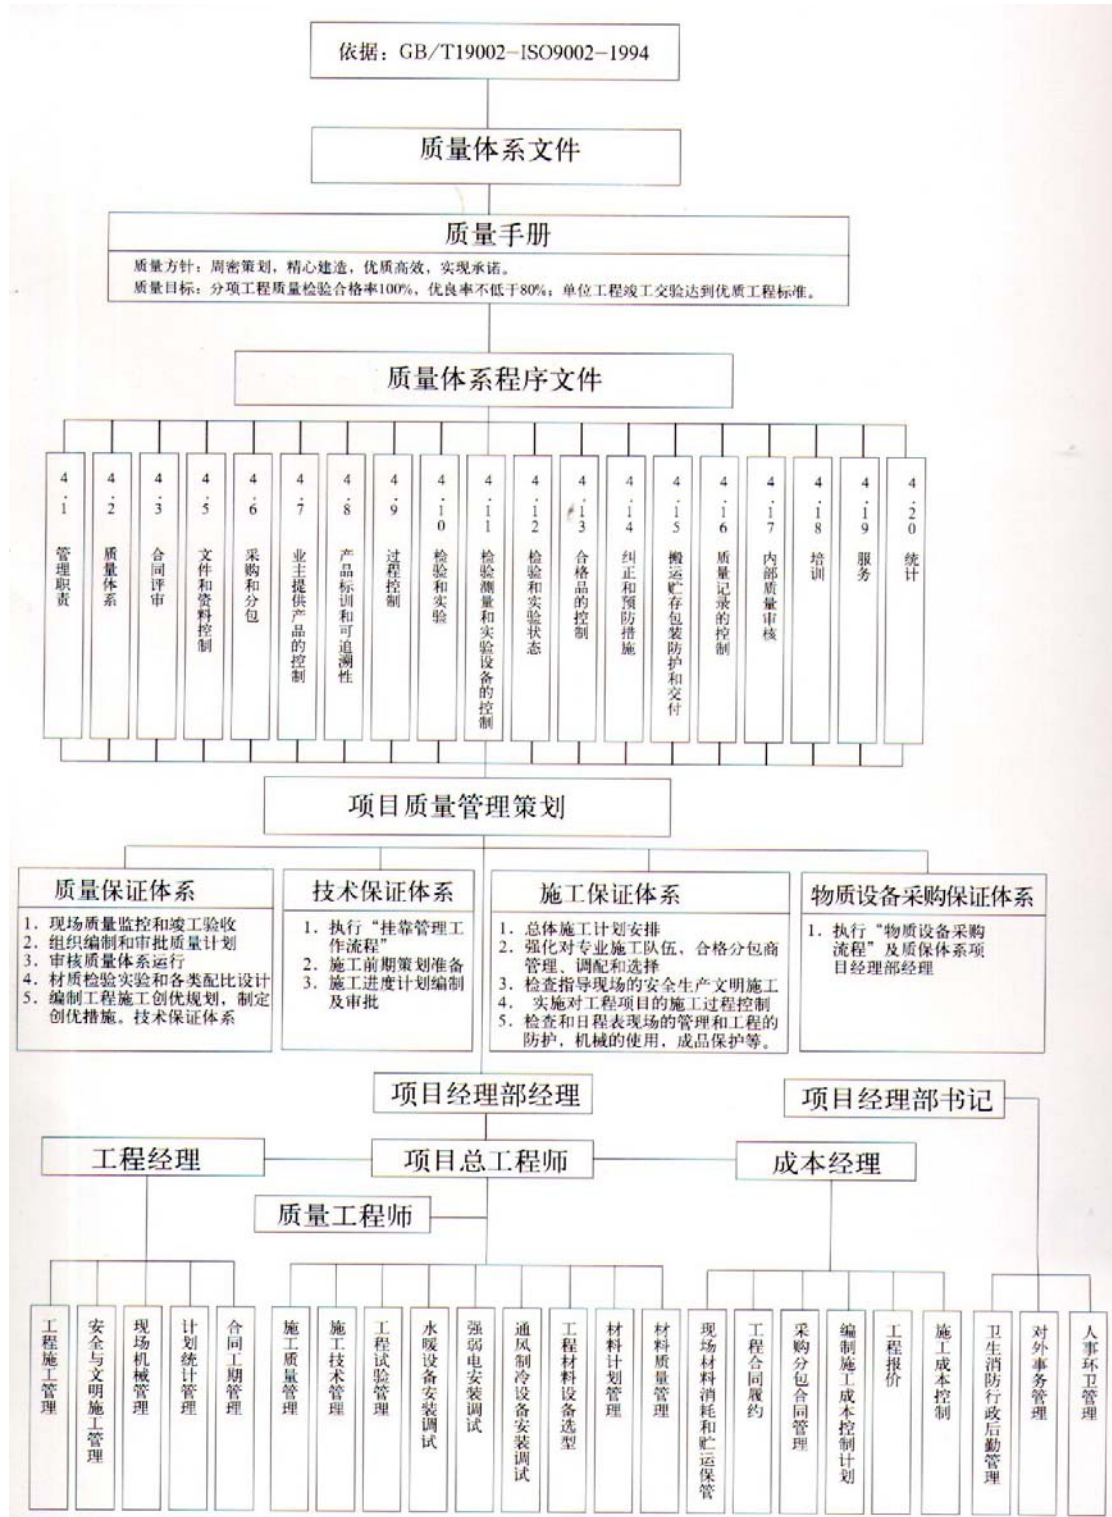 依据：GB/T19002-ISO9002-1994
质量体系文件
质量手册
质量方针：周密策划，精心建造，优质高效，实现承诺。
质量目标：分项工程质量检验合格率100%，优良率不低于80%；单位工程竣工交验达到优质工程标准。
质量体系程序文件
4.1 管理职责
4.2 质量体系
4.3 合同评审
4.5 文件和资料控制
4.6 采购和分包
4.7 业主提供产品的控制
4.8 产品标训和可追溯性
4.9 过程控制
4.10 检验和实验
4.11 检验测量和实验设备的控制
4.12 检验和实验状态
4.13 合格品的控制
4.14 纠正和预防措施
4.15 搬运贮存包装防护和交付
4.16 质量记录的控制
4.17 内部质量审核
4.18 培训
4.19 服务
4.20 统计
项目质量管理策划
质量保证体系
1. 现场质量监控和竣工验收
2. 组织编制和审批质量计划
3. 审核质量体系运行
4. 材质检验实验和各类配比设计
5. 编制工程施工创优规划，制定
创优措施。技术保证体系
技术保证体系
1. 执行“挂靠管理工
作流程”
2. 施工前期策划准备
3. 施工进度计划编制
及审批
施工保证体系
1. 总体施工计划安排
2. 强化对专业施工队伍，合格分包商
管理、调配和选择
3. 检查指导现场的安全生产文明施工
4. 实施对工程项目的施工过程控制
5. 检查和日程表现场的管理和工程的
防护，机械的使用，成品保护等。
物质设备采购保证体系
1. 执行“物质设备采购
流程”及质保体系项
目经理部经理
项目经理部经理
项目经理部书记
工程经理
项目总工程师
成本经理
质量工程师
工程施工管理
安全与文明施工管理
现场机械管理
计划统计管理
合同工期管理
施工质量管理
施工技术管理
工程试验管理
水暖设备安装调试
强弱电安装调试
通风制冷设备安装调试
工程材料设备选型
材料计划管理
材料质量管理
现场材料消耗和贮运保管
工程合同履约
采购分包合同管理
编制施工成本控制计划
工程报价
施工成本控制
卫生消防行政后勤管理
对外事务管理
人事环卫管理